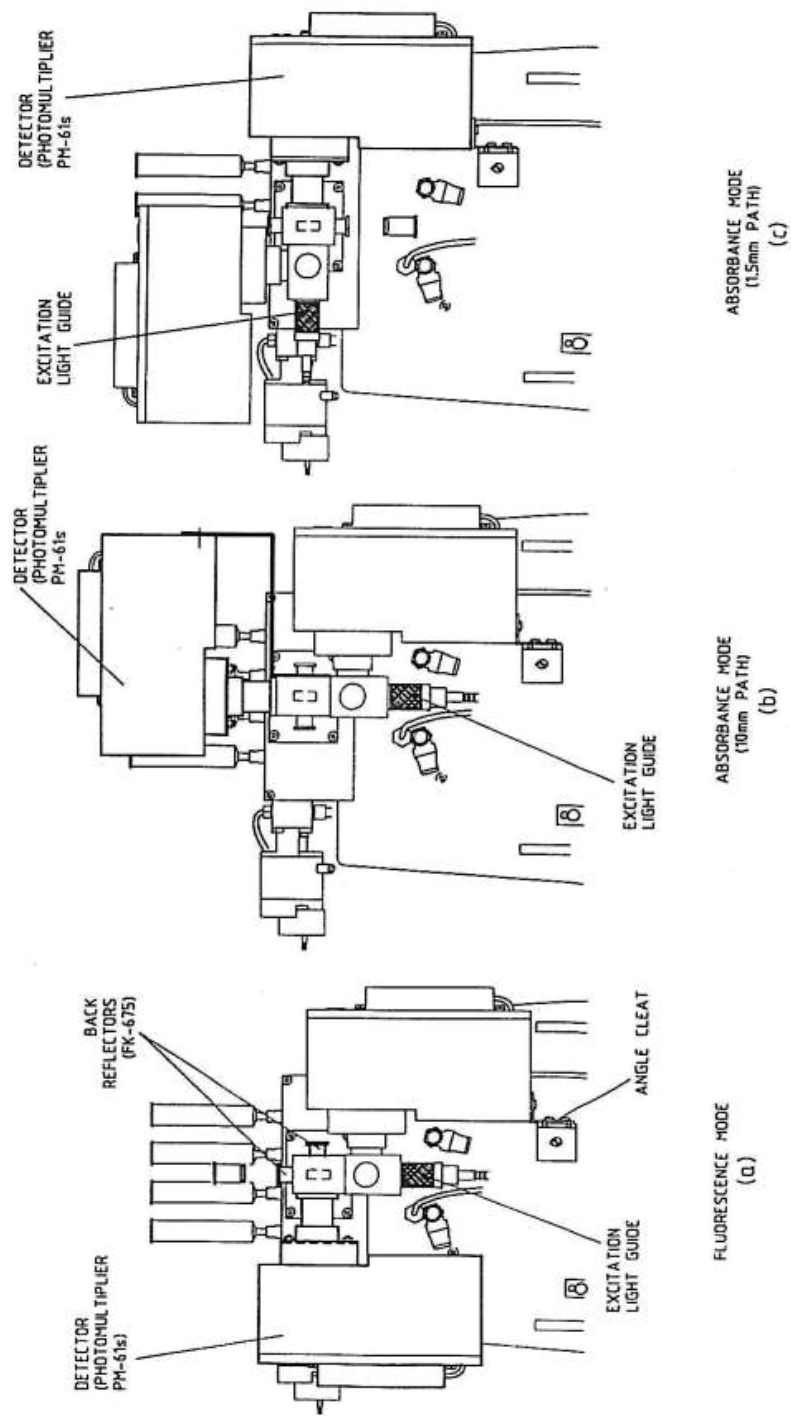 DETECTOR
(PHOTOMULTIPLIER
PM-61s)
BACK
REFLECTORS
(FK-675)
EXCITATION
LIGHT GUIDE
ANGLE CLEAT
FLUORESCENCE MODE
(a)
DETECTOR
(PHOTOMULTIPLIER
PM-61s
EXCITATION
LIGHT GUIDE
ABSORBANCE MODE
(10mm PATH)
(b)
EXCITATION
LIGHT GUIDE
DETECTOR
(PHOTOMULTIPLIER
PM-61s
ABSORBANCE MODE
(1.5mm PATH)
(c)